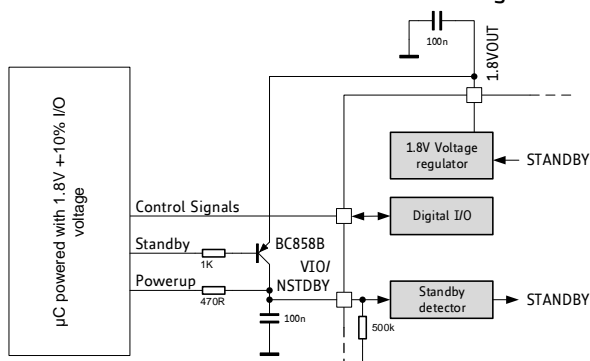 100n
1.8VOUT
µC powered with 1.8V +-10% I/O
voltage
1.8V Voltage
regulator
STANDBY
Control Signals
Digital I/O
Standby
BC858B
1K
VIO/
NSTDBY
Powerup
470R
Standby
detector
STANDBY
100n
500k